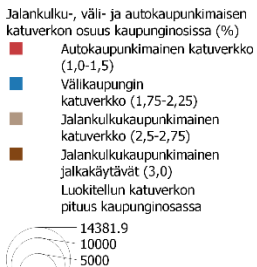 Jalankulku-, väli- ja autokaupunkimaisen
katuverkon osuus kaupunginosissa (%)
Autokaupunkimainen katuverkko
(1,0-1,5)
Välikaupungin
katuverkko (1,75-2,25)
Jalankulkukaupunkimainen
katuverkko (2,5-2,75)
Jalankulkukaupunkimainen
jalkakäytävät (3,0)
Luokitellun katuverkon
pituus kaupunginosassa
14381.9
10000
5000